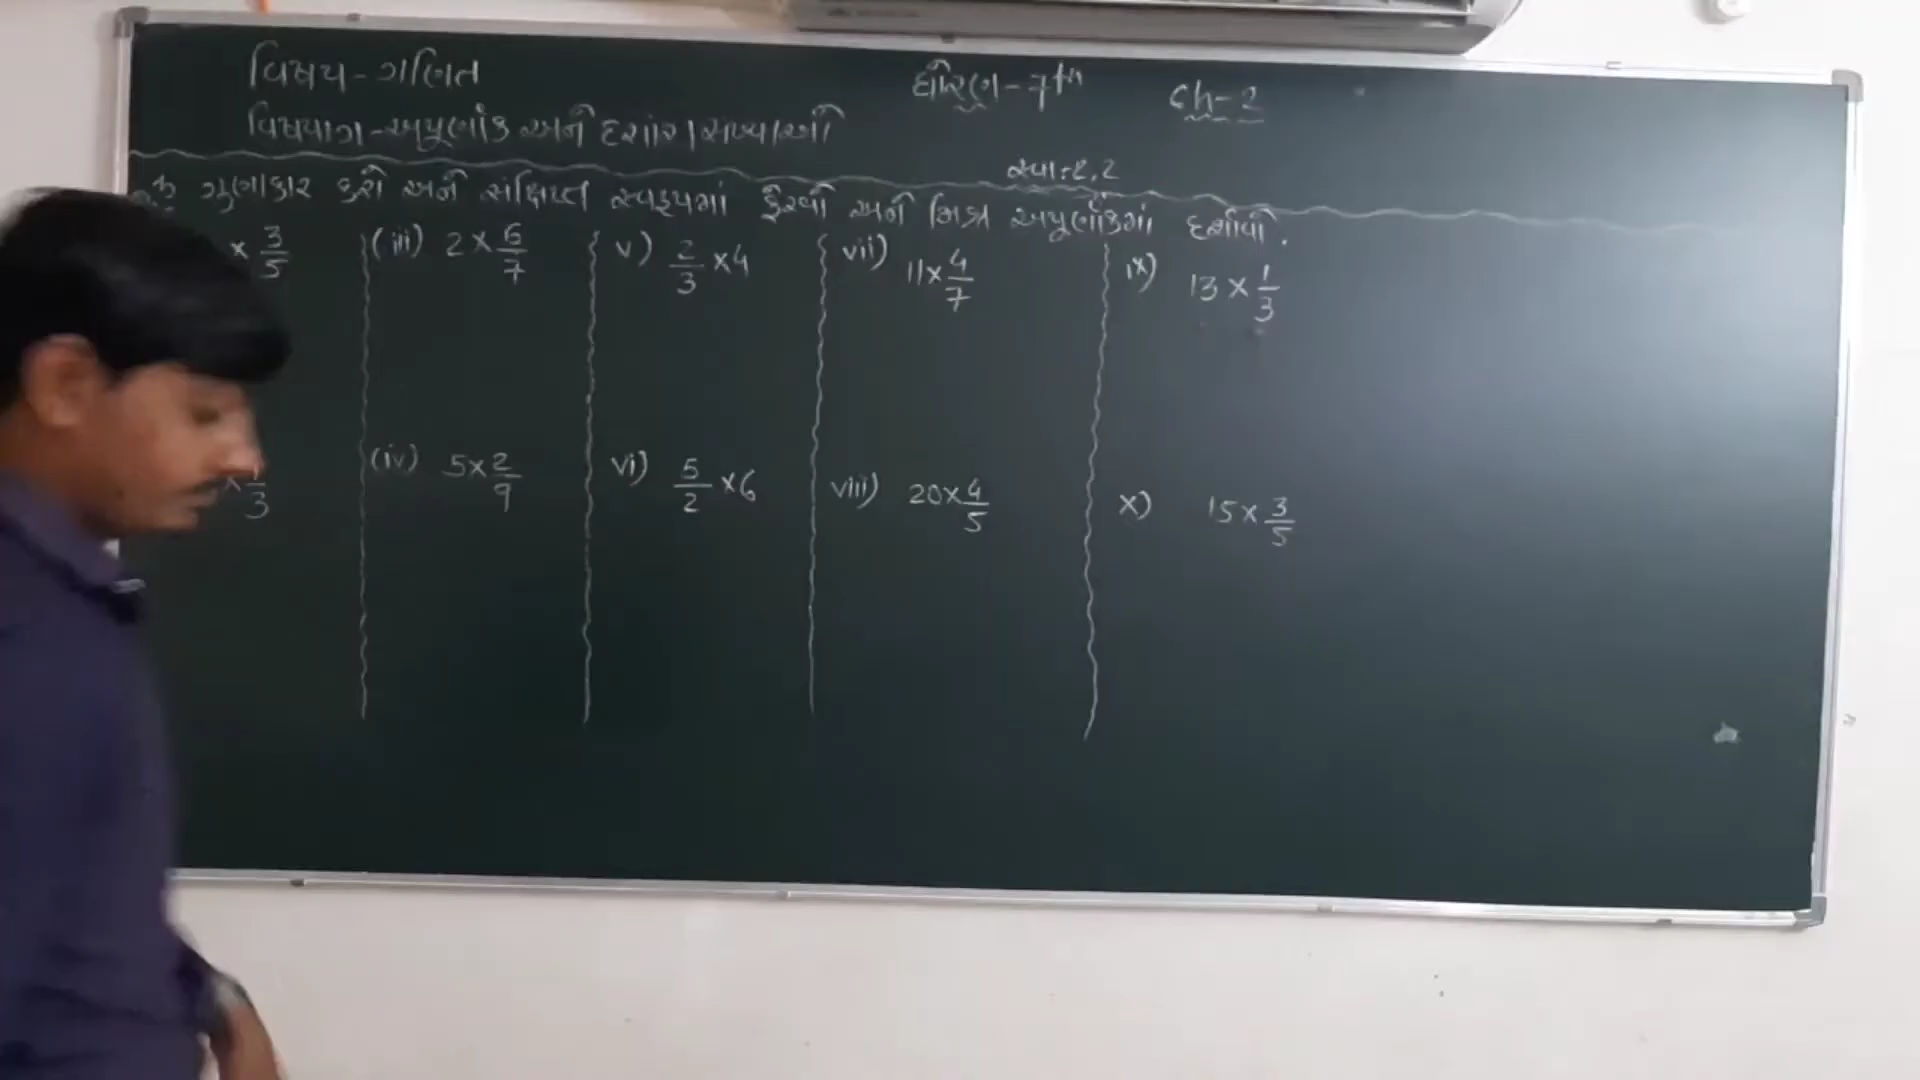 વિષય - ગણિત
ધોરણ - 7th
Ch - 2
વિષયાંગ - અપૂર્ણાંક અને દશાંશ સંખ્યાઓ
સ્વા: 2.2
ગુણાકાર કરો અને સંક્ષિપ્ત સ્વરૂપમાં ફેરવો અને મિશ્ર અપૂર્ણાંકમાં દર્શાવો.
× 3/5
(iii) 2 × 6/7
v) 2/3 × 4
vii) 11 × 4/7
ix) 13 × 1/3
× 1/3
(iv) 5 × 2/9
vi) 5/2 × 6
viii) 20 × 4/5
x) 15 × 3/5